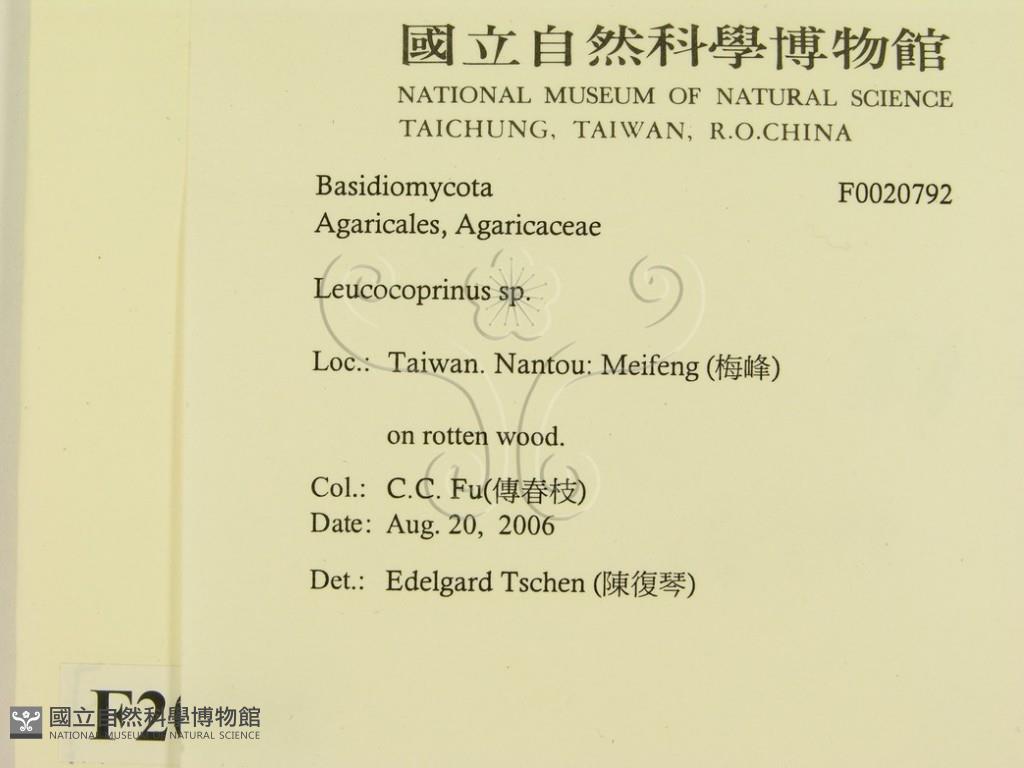 國立自然科學博物館
NATIONAL MUSEUM OF NATURAL SCIENCE
TAICHUNG, TAIWAN, R.O.CHINA
Basidiomycota F0020792
Agaricales, Agaricaceae
Leucocoprinus sp.
Loc.: Taiwan. Nantou: Meifeng (梅峰)
on rotten wood.
Col.: C.C. Fu(傳春枝)
Date: Aug. 20, 2006
Det.: Edelgard Tschen (陳復琴)
F20
國立自然科學博物館
NATIONAL MUSEUM OF NATURAL SCIENCE